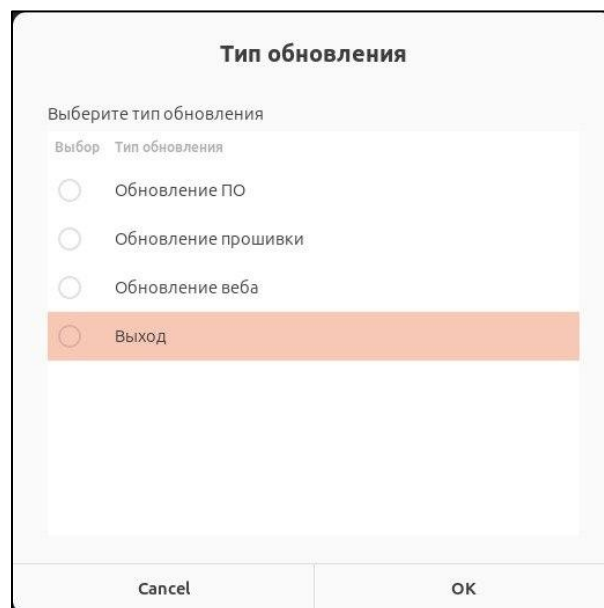 Тип обновления
Выберите тип обновления
Выбор Тип обновления
Обновление ПО
Обновление прошивки
Обновление веба
Выход
Cancel OK